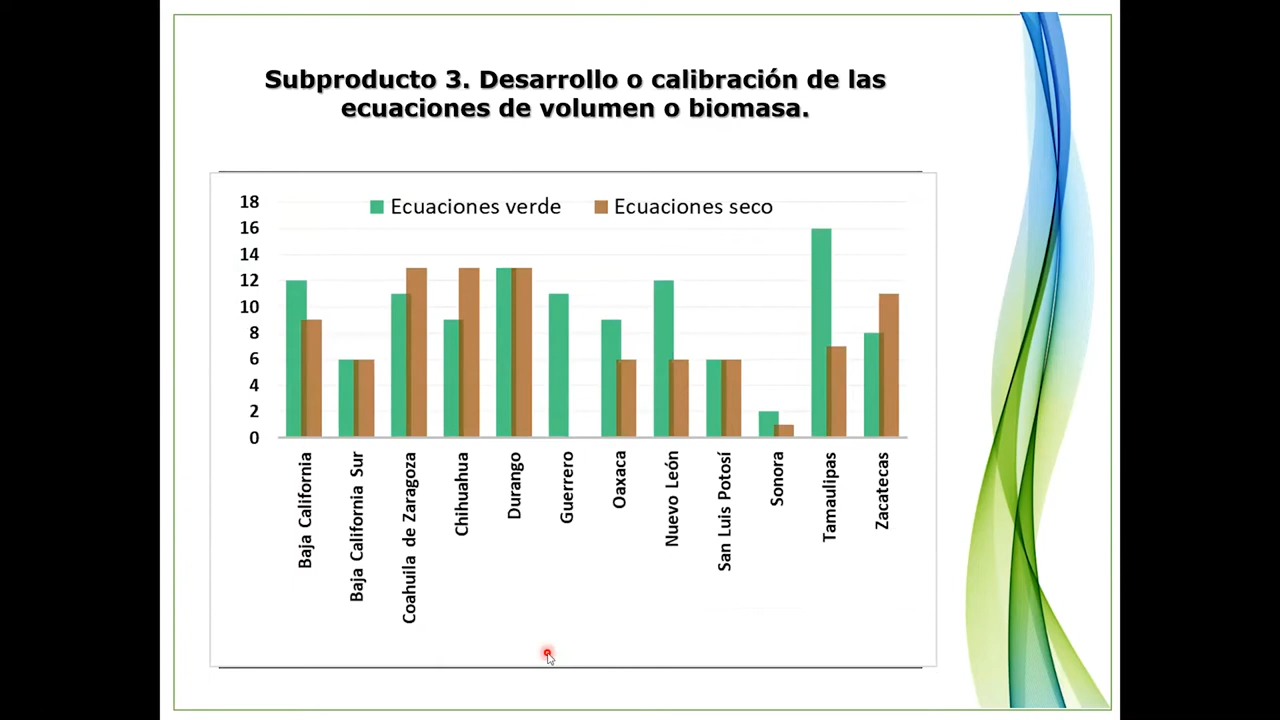 Subproducto 3. Desarrollo o calibración de las
ecuaciones de volumen o biomasa.
Ecuaciones verde
Ecuaciones seco
18
16
14
12
10
8
6
4
2
0
Baja California
Baja California Sur
Coahuila de Zaragoza
Chihuahua
Durango
Guerrero
Oaxaca
Nuevo León
San Luis Potosí
Sonora
Tamaulipas
Zacatecas